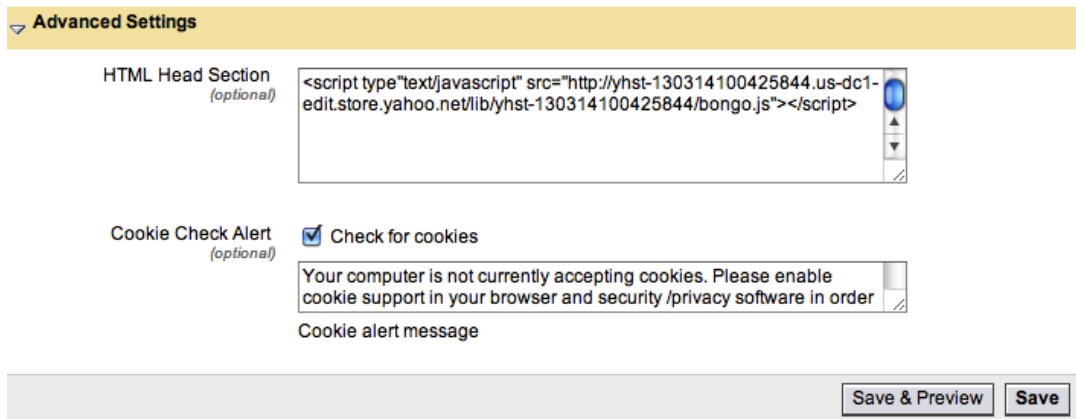 Advanced Settings
HTML Head Section
(optional)
<script type"text/javascript" src="http://yhst-130314100425844.us-dc1-
edit.store.yahoo.net/lib/yhst-130314100425844/bongo.js"></script>
Cookie Check Alert
(optional)
Check for cookies
Your computer is not currently accepting cookies. Please enable
cookie support in your browser and security /privacy software in order
Cookie alert message
Save & Preview
Save